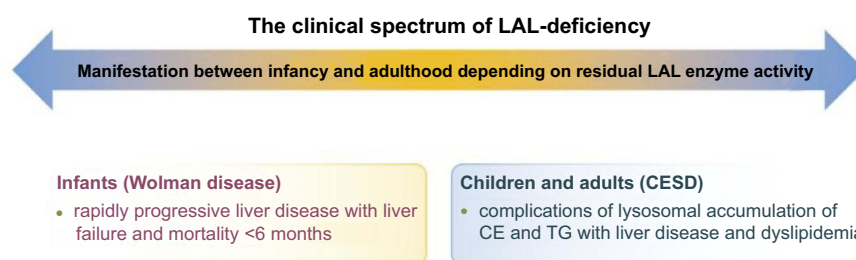 The clinical spectrum of LAL-deficiency
Manifestation between infancy and adulthood depending on residual LAL enzyme activity
Infants (Wolman disease)
• rapidly progressive liver disease with liver
failure and mortality <6 months
Children and adults (CESD)
• complications of lysosomal accumulation of
CE and TG with liver disease and dyslipidemia